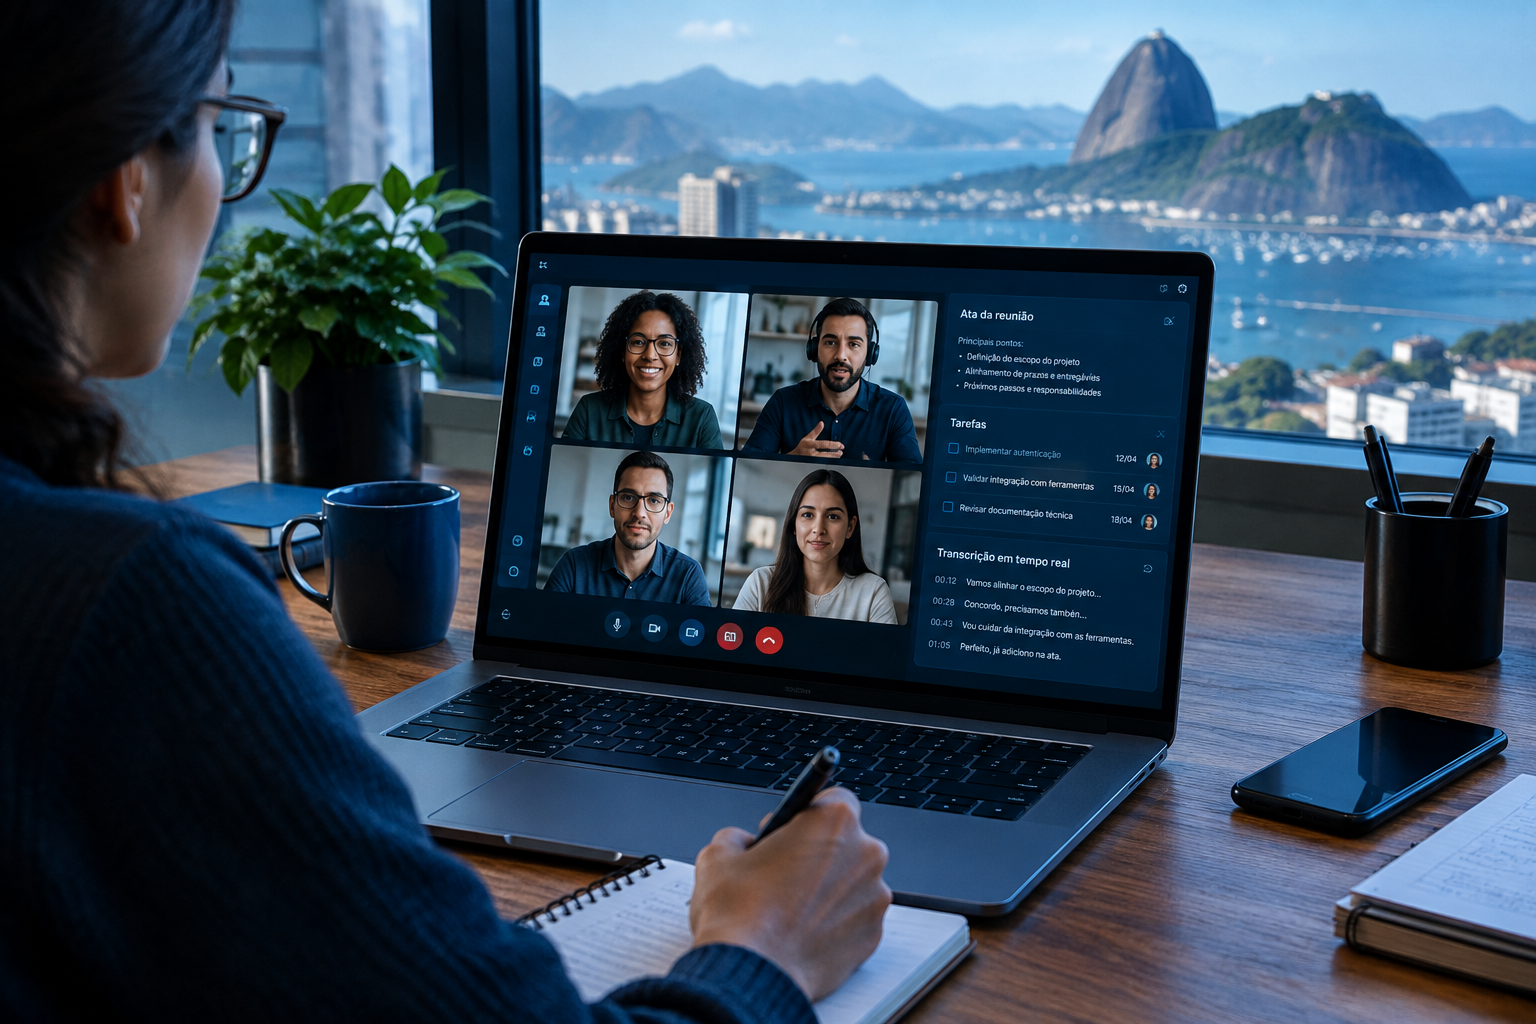 Ata da reunião
Principais pontos:
• Definição do escopo do projeto
• Alinhamento de prazos e entregáveis
• Próximos passos e responsabilidades
Tarefas
Implementar autenticação 12/04
Validar integração com ferramentas 15/04
Revisar documentação técnica 18/04
Transcrição em tempo real
00:12 Vamos alinhar o escopo do projeto...
00:28 Concordo, precisamos também...
00:43 Vou cuidar da integração com as ferramentas.
01:05 Perfeito, já adiciono na ata.